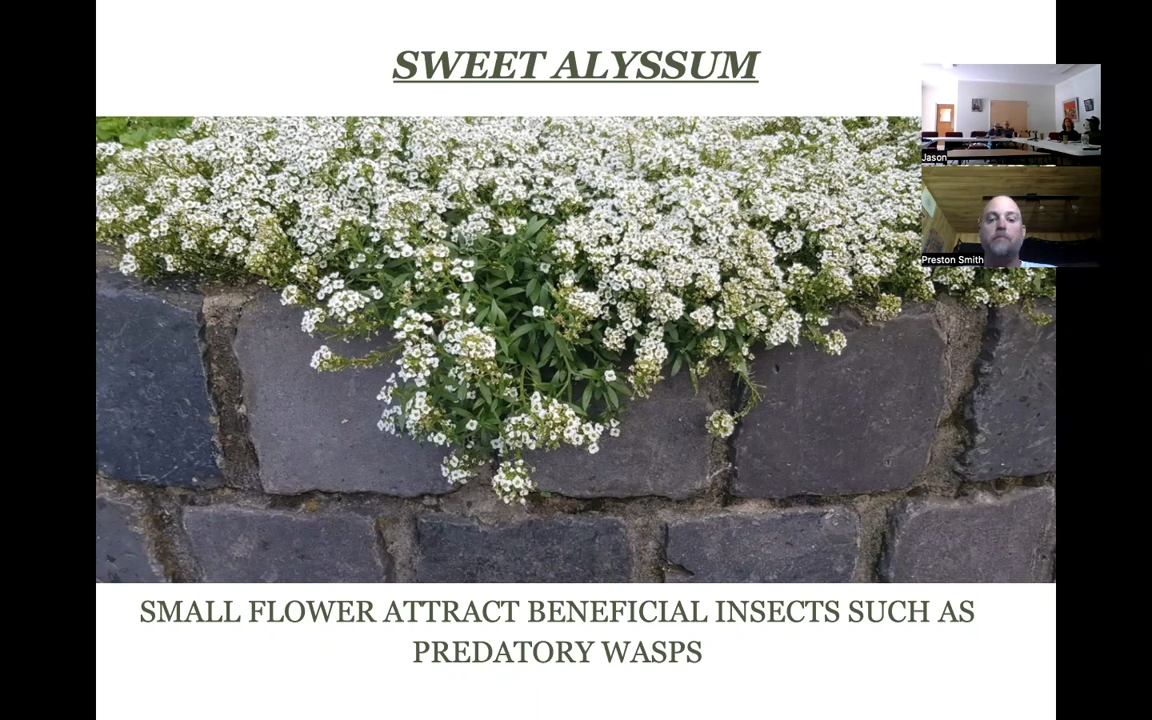 SWEET ALYSSUM
Jason
Preston Smith
SMALL FLOWER ATTRACT BENEFICIAL INSECTS SUCH AS
PREDATORY WASPS